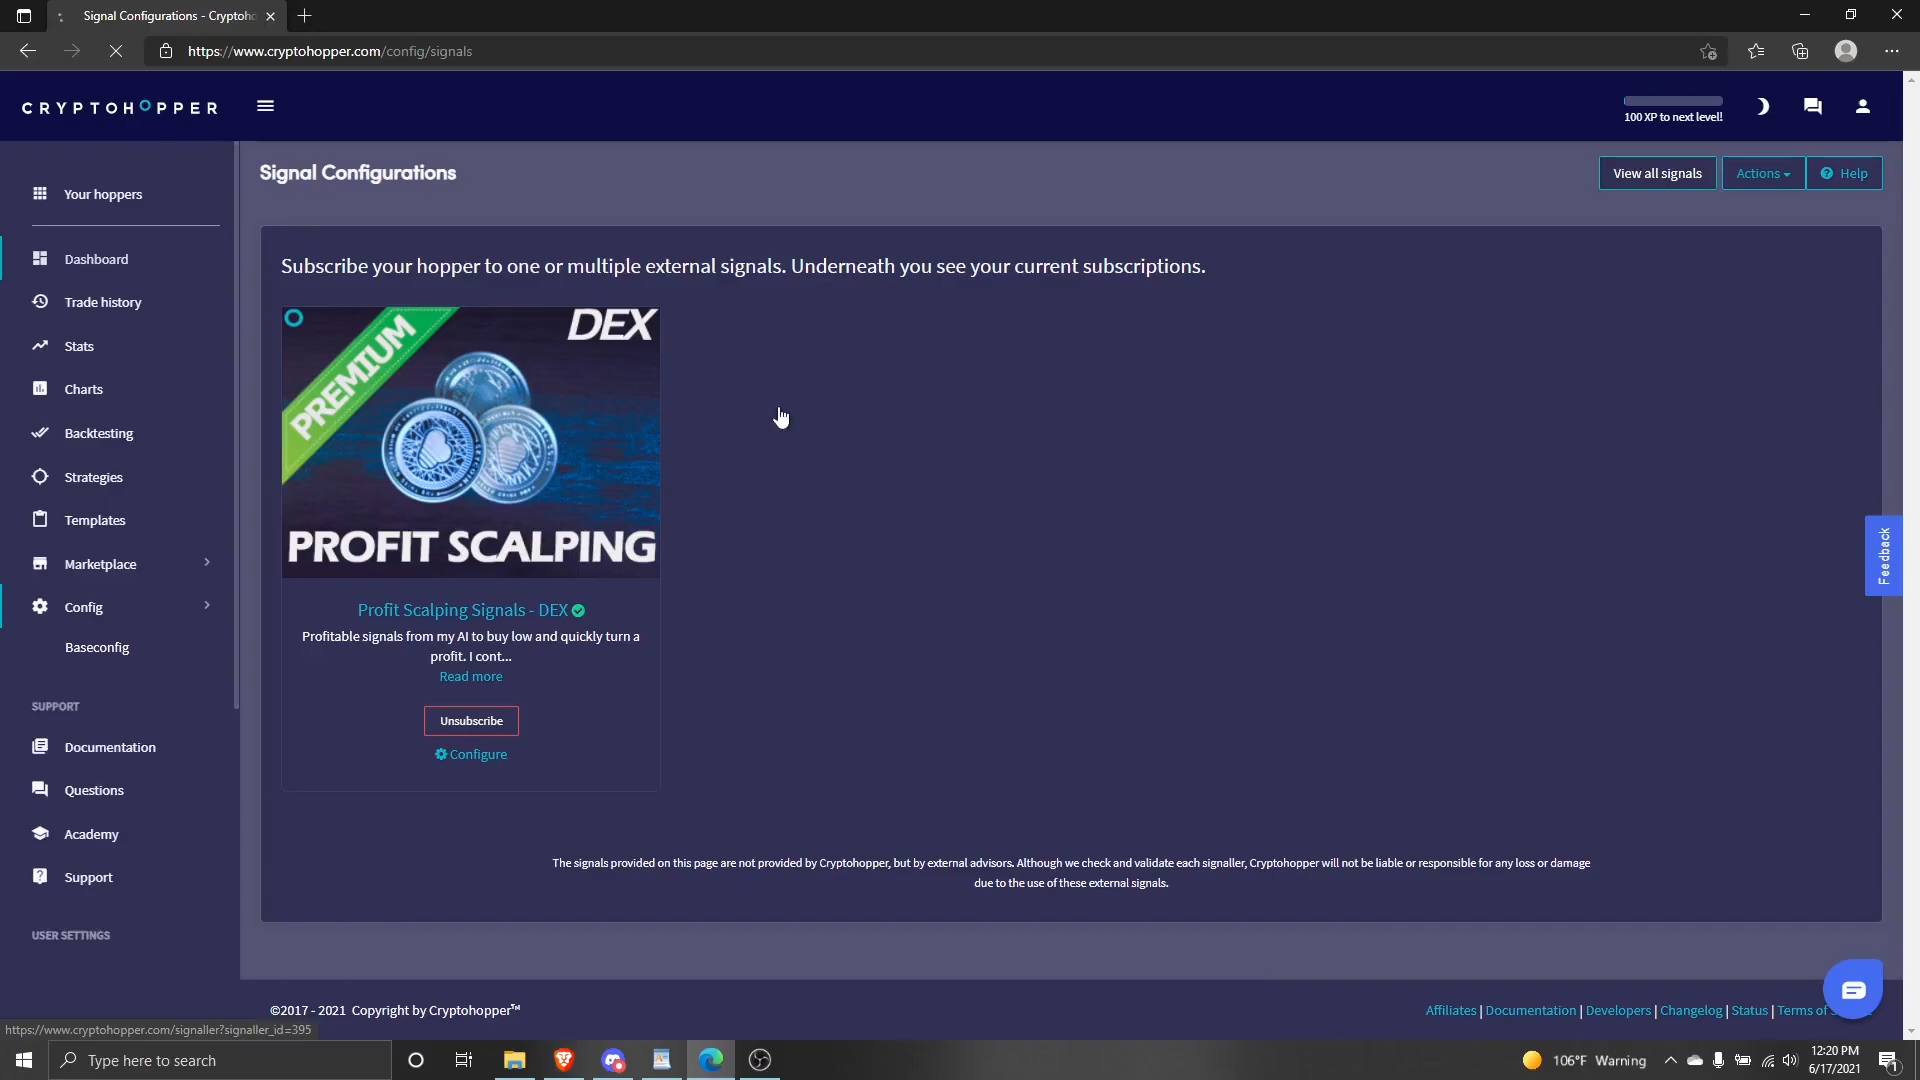 Signal Configurations - Cryptoho
https://www.cryptohopper.com/config/signals
CRYPTOHOPPER
100 XP to next level!
Your hoppers
Dashboard
Trade history
Stats
Charts
Backtesting
Strategies
Templates
Marketplace
Config
Baseconfig
SUPPORT
Documentation
Questions
Academy
Support
USER SETTINGS
Signal Configurations
View all signals
Actions
Help
Subscribe your hopper to one or multiple external signals. Underneath you see your current subscriptions.
PREMIUM
DEX
PROFIT SCALPING
Profit Scalping Signals - DEX
Profitable signals from my AI to buy low and quickly turn a
profit. I cont...
Read more
Unsubscribe
Configure
The signals provided on this page are not provided by Cryptohopper, but by external advisors. Although we check and validate each signaller, Cryptohopper will not be liable or responsible for any loss or damage
due to the use of these external signals.
Feedback
©2017 - 2021 Copyright by Cryptohopper™
Affiliates | Documentation | Developers | Changelog | Status | Terms of
https://www.cryptohopper.com/signaller?signaller_id=395
Type here to search
106°F Warning
12:20 PM
6/17/2021
1